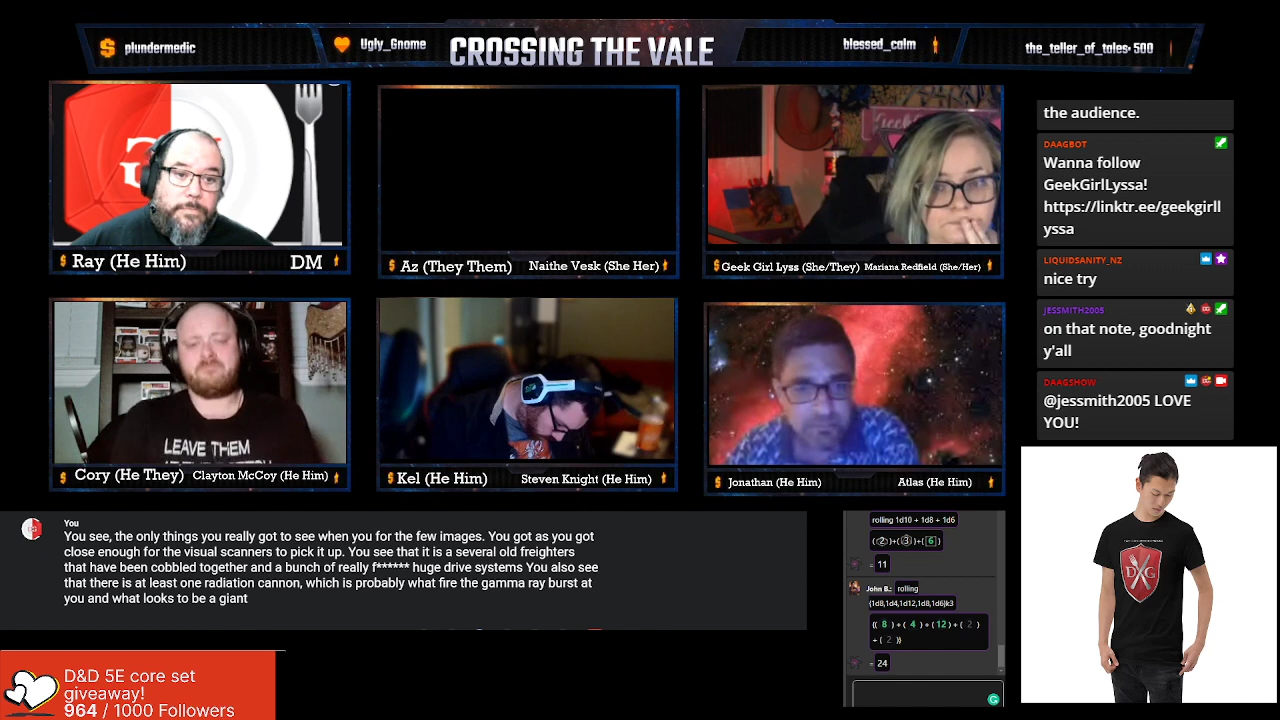 plundermedic
Ugly_Gnome
CROSSING THE VALE
blessed_calm
the_teller_of_tales: 500
Ray (He Him)
DM
Az (They Them)
Naithe Vesk (She Her)
Geek Girl Lyss (She/They)
Mariana Redfield (She/Her)
LEAVE THEM
Cory (He They)
Clayton McCoy (He Him)
Kel (He Him)
Steven Knight (He Him)
Jonathan (He Him)
Atlas (He Him)
the audience.
DAAGBOT
Wanna follow
GeekGirlLyssa!
https://linktr.ee/geekgirll
yssa
LIQUIDSANITY_NZ
nice try
JESSMITH2005
on that note, goodnight
y'all
DAAGSHOW
@jessmith2005 LOVE
YOU!
You
You see, the only things you really got to see when you for the few images. You got as you got
close enough for the visual scanners to pick it up. You see that it is a several old freighters
that have been cobbled together and a bunch of really f****** huge drive systems You also see
that there is at least one radiation cannon, which is probably what fire the gamma ray burst at
you and what looks to be a giant
rolling 1d10 + 1d8 + 1d6
(2)+(3)+(6)
= 11
John B.: rolling
{1d8,1d4,1d12,1d8,1d6}k3
(( 8 )+( 4 )+(12)+( 2 )
+( 2 ))
= 24
D&D 5E core set
giveaway!
964 / 1000 Followers
DXG